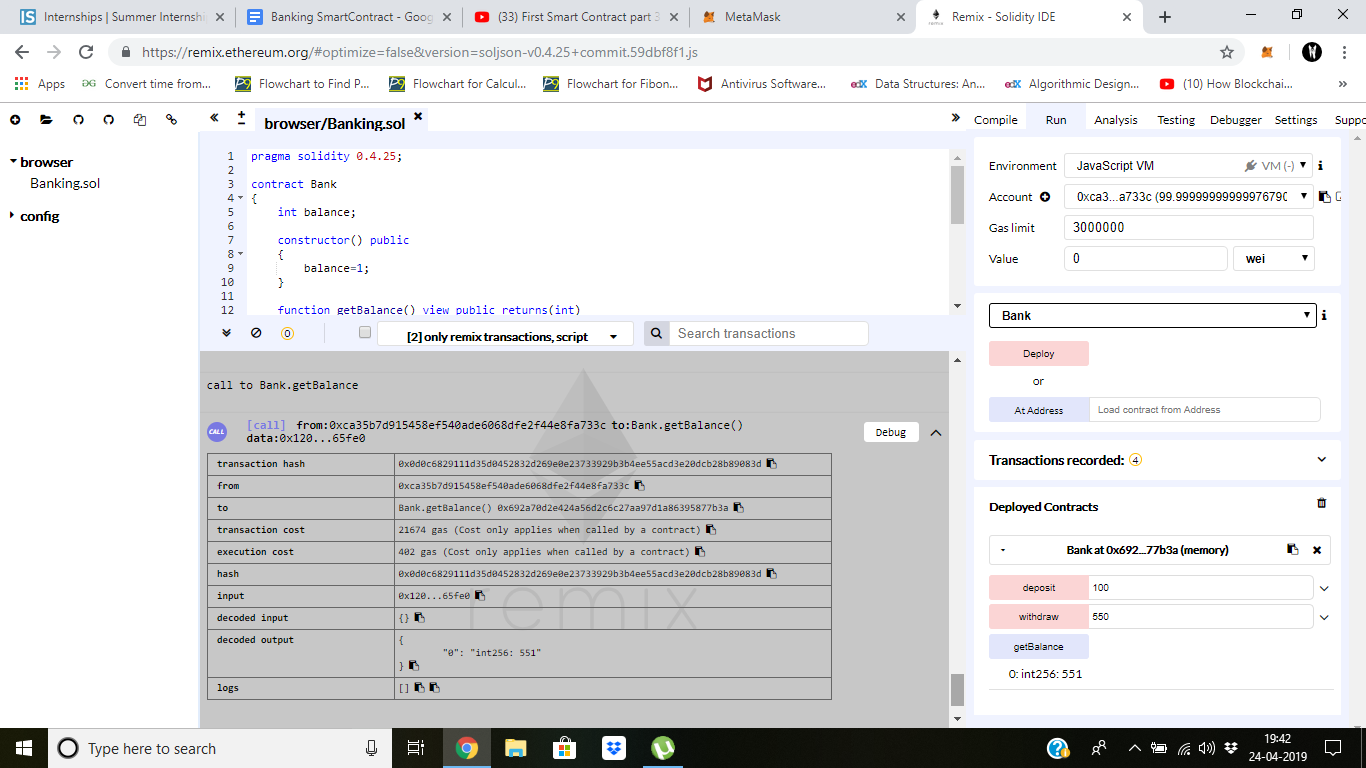 Internships | Summer Internship
Banking SmartContract - Goog
(33) First Smart Contract part 3
MetaMask
Remix - Solidity IDE
https://remix.ethereum.org/#optimize=false&version=soljson-v0.4.25+commit.59dbf8f1.js
Apps
Convert time from...
Flowchart to Find P...
Flowchart for Calcul...
Flowchart for Fibon...
Antivirus Software...
Data Structures: An...
Algorithmic Design...
(10) How Blockchai...
browser
Banking.sol
config
browser/Banking.sol
1 pragma solidity 0.4.25;
2
3 contract Bank
4 {
5 int balance;
6
7 constructor() public
8 {
9 balance=1;
10 }
11
12 function getBalance() view public returns(int)
0
[2] only remix transactions, script
Search transactions
call to Bank.getBalance
CALL
[call] from:0xca35b7d915458ef540ade6068dfe2f44e8fa733c to:Bank.getBalance()
data:0x120...65fe0
Debug
transaction hash 0x0d0c6829111d35d0452832d269e0e23733929b3b4ee55acd3e20dcb28b89083d
from 0xca35b7d915458ef540ade6068dfe2f44e8fa733c
to Bank.getBalance() 0x692a70d2e424a56d2c6c27aa97d1a86395877b3a
transaction cost 21674 gas (Cost only applies when called by a contract)
execution cost 402 gas (Cost only applies when called by a contract)
hash 0x0d0c6829111d35d0452832d269e0e23733929b3b4ee55acd3e20dcb28b89083d
input 0x120...65fe0
decoded input {}
decoded output {
"0": "int256: 551"
}
logs []
remix
Compile Run Analysis Testing Debugger Settings Suppo
Environment JavaScript VM VM (-)
Account 0xca3...a733c (99.99999999999976790
Gas limit 3000000
Value 0 wei
Bank
Deploy
or
At Address Load contract from Address
Transactions recorded: 4
Deployed Contracts
Bank at 0x692...77b3a (memory)
deposit 100
withdraw 550
getBalance
0: int256: 551
Type here to search
19:42
24-04-2019